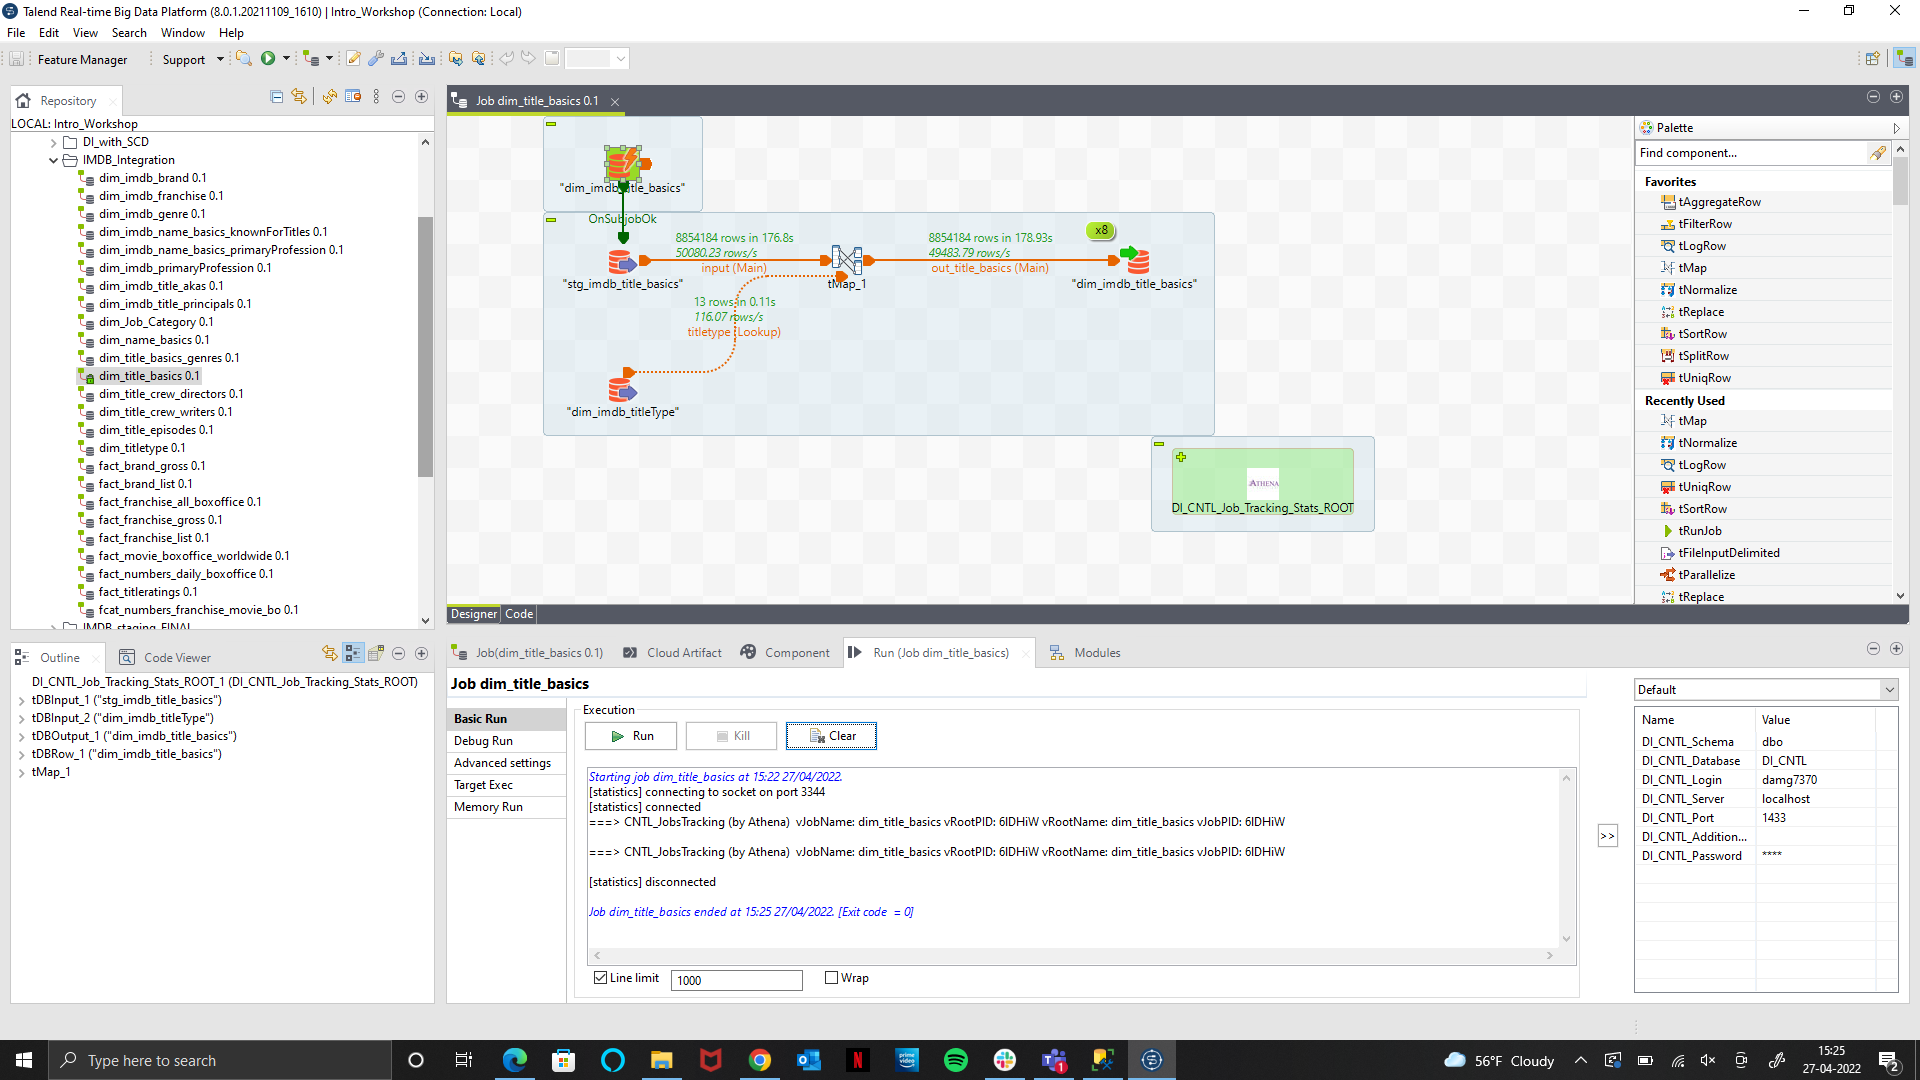 Talend Real-time Big Data Platform (8.0.1.20211109_1610) | Intro_Workshop (Connection: Local)
File Edit View Search Window Help
Feature Manager Support
Repository
LOCAL: Intro_Workshop
DI_with_SCD
IMDB_Integration
dim_imdb_brand 0.1
dim_imdb_franchise 0.1
dim_imdb_genre 0.1
dim_imdb_name_basics_knownForTitles 0.1
dim_imdb_name_basics_primaryProfession 0.1
dim_imdb_primaryProfession 0.1
dim_imdb_title_akas 0.1
dim_imdb_title_principals 0.1
dim_Job_Category 0.1
dim_name_basics 0.1
dim_title_basics_genres 0.1
dim_title_basics 0.1
dim_title_crew_directors 0.1
dim_title_crew_writers 0.1
dim_title_episodes 0.1
dim_titletype 0.1
fact_brand_gross 0.1
fact_brand_list 0.1
fact_franchise_all_boxoffice 0.1
fact_franchise_gross 0.1
fact_franchise_list 0.1
fact_movie_boxoffice_worldwide 0.1
fact_numbers_daily_boxoffice 0.1
fact_titleratings 0.1
fcat_numbers_franchise_movie_bo 0.1
IMDB_staging_FINAL
Job dim_title_basics 0.1
"dim_imdb_title_basics"
OnSubjobOk
8854184 rows in 176.8s
50080.23 rows/s
input (Main)
8854184 rows in 178.93s
49483.79 rows/s
out_title_basics (Main)
x8
"stg_imdb_title_basics"
tMap_1
"dim_imdb_title_basics"
13 rows in 0.11s
116.07 rows/s
titletype (Lookup)
"dim_imdb_titleType"
ATHENA
DI_CNTL_Job_Tracking_Stats_ROOT
Designer Code
Palette
Find component...
Favorites
tAggregateRow
tFilterRow
tLogRow
tMap
tNormalize
tReplace
tSortRow
tSplitRow
tUniqRow
Recently Used
tMap
tNormalize
tLogRow
tUniqRow
tSortRow
tRunJob
tFileInputDelimited
tParallelize
tReplace
Outline Code Viewer
DI_CNTL_Job_Tracking_Stats_ROOT_1 (DI_CNTL_Job_Tracking_Stats_ROOT)
tDBInput_1 ("stg_imdb_title_basics")
tDBInput_2 ("dim_imdb_titleType")
tDBOutput_1 ("dim_imdb_title_basics")
tDBRow_1 ("dim_imdb_title_basics")
tMap_1
Job(dim_title_basics 0.1) Cloud Artifact Component Run (Job dim_title_basics) Modules
Job dim_title_basics
Basic Run
Debug Run
Advanced settings
Target Exec
Memory Run
Execution
Run Kill Clear
Starting job dim_title_basics at 15:22 27/04/2022.
[statistics] connecting to socket on port 3344
[statistics] connected
===> CNTL_JobsTracking (by Athena) vJobName: dim_title_basics vRootPID: 6IDHiW vRootName: dim_title_basics vJobPID: 6IDHiW
===> CNTL_JobsTracking (by Athena) vJobName: dim_title_basics vRootPID: 6IDHiW vRootName: dim_title_basics vJobPID: 6IDHiW
[statistics] disconnected
Job dim_title_basics ended at 15:25 27/04/2022. [Exit code = 0]
Line limit 1000 Wrap
>>
Default
Name Value
DI_CNTL_Schema dbo
DI_CNTL_Database DI_CNTL
DI_CNTL_Login damg7370
DI_CNTL_Server localhost
DI_CNTL_Port 1433
DI_CNTL_Addition...
DI_CNTL_Password ****
Type here to search
N
prime video
1
56°F Cloudy
15:25
27-04-2022
2